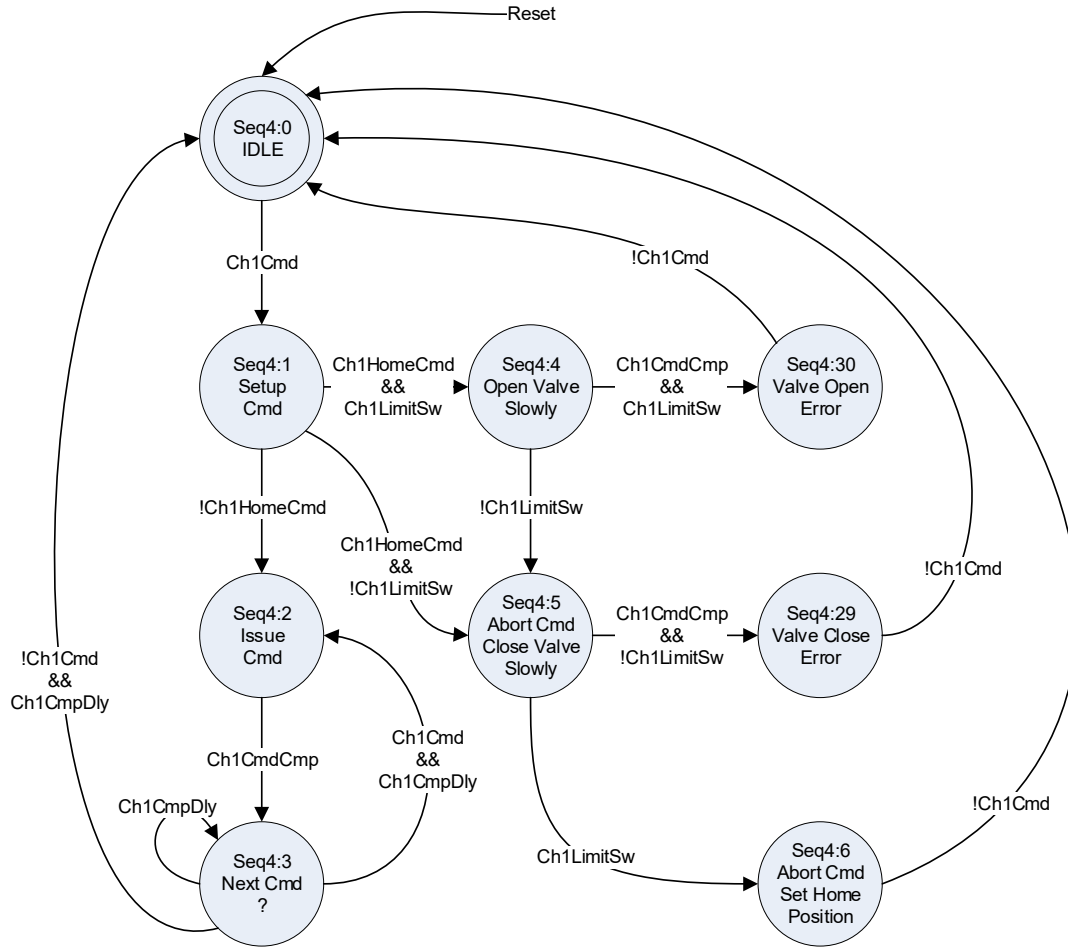 Reset
Seq4:0
IDLE
Ch1Cmd
!Ch1Cmd
Seq4:1
Setup
Cmd
Ch1HomeCmd
&&
Ch1LimitSw
Seq4:4
Open Valve
Slowly
Ch1CmdCmp
&&
Ch1LimitSw
Seq4:30
Valve Open
Error
!Ch1HomeCmd
Ch1HomeCmd
&&
!Ch1LimitSw
!Ch1LimitSw
!Ch1Cmd
Seq4:2
Issue
Cmd
Seq4:5
Abort Cmd
Close Valve
Slowly
Ch1CmdCmp
&&
!Ch1LimitSw
Seq4:29
Valve Close
Error
!Ch1Cmd
&&
Ch1CmpDly
Ch1CmdCmp
Ch1Cmd
&&
Ch1CmpDly
Ch1CmpDly
!Ch1Cmd
Seq4:3
Next Cmd
?
Ch1LimitSw
Seq4:6
Abort Cmd
Set Home
Position